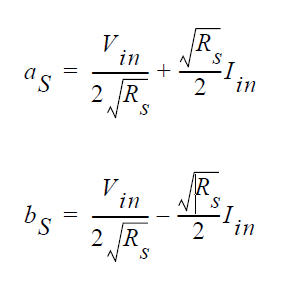 a_S = V_in / (2√R_s) + (√R_s / 2) I_in
b_S = V_in / (2√R_s) − (√R_s / 2) I_in